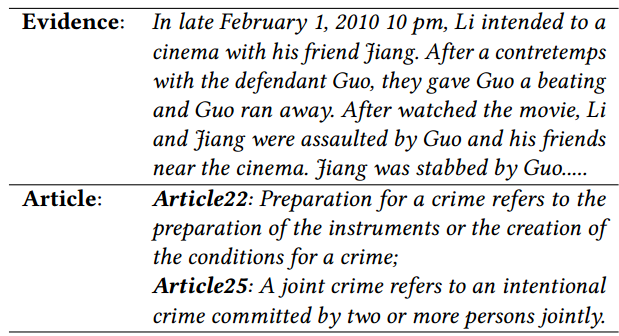 Evidence: In late February 1, 2010 10 pm, Li intended to a
cinema with his friend Jiang. After a contretemps
with the defendant Guo, they gave Guo a beating
and Guo ran away. After watched the movie, Li
and Jiang were assaulted by Guo and his friends
near the cinema. Jiang was stabbed by Guo.....
Article: Article22: Preparation for a crime refers to the
preparation of the instruments or the creation of
the conditions for a crime;
Article25: A joint crime refers to an intentional
crime committed by two or more persons jointly.